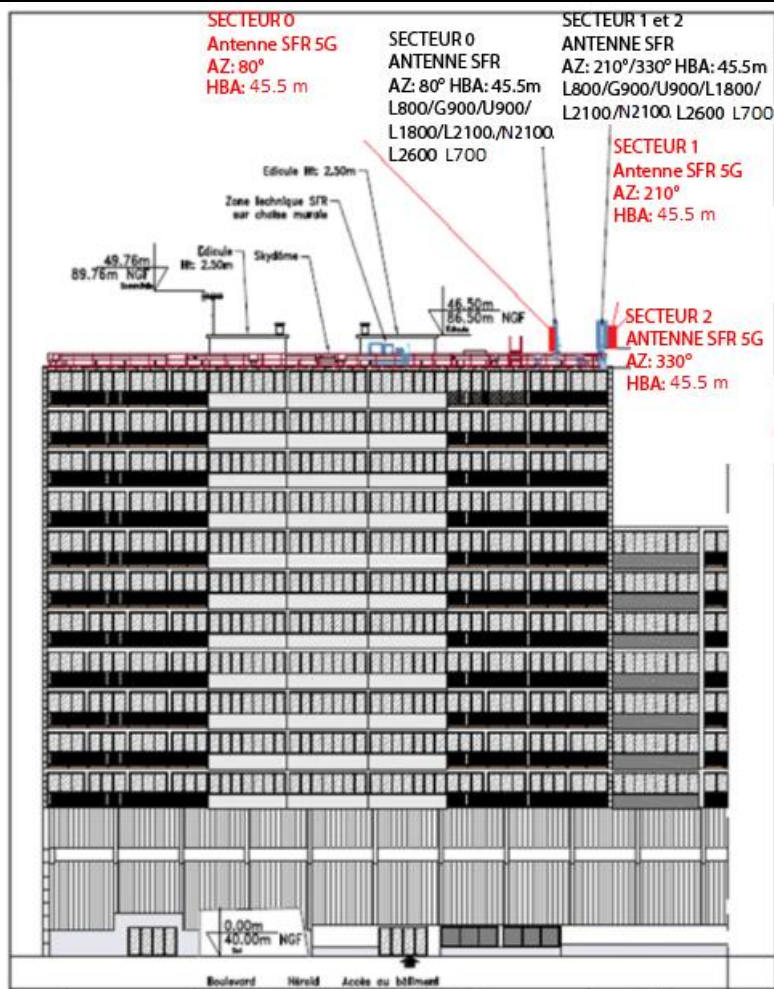 SECTEUR 0
Antenne SFR 5G
AZ: 80°
HBA: 45.5 m
SECTEUR 0
ANTENNE SFR
AZ: 80° HBA: 45.5m
L800/G900/U900/
L1800/L2100,/N2100.
L2600 L700
SECTEUR 1 et 2
ANTENNE SFR
AZ: 210°/330° HBA: 45.5m
L800/G900/U900/L1800/
L2100/N2100. L2600 L700
SECTEUR 1
Antenne SFR 5G
AZ: 210°
HBA: 45.5 m
SECTEUR 2
ANTENNE SFR 5G
AZ: 330°
HBA: 45.5 m
Edicule Ht: 2.50m
Zone technique SFR
sur chaise murale
Edicule
Ht: 2.50m
Skydôme
49.76m
89.76m NGF
46.50m
86.50m NGF
Edicule
0.00m
40.00m NGF
Sol
Boulevard Hérold Accès au bâtiment